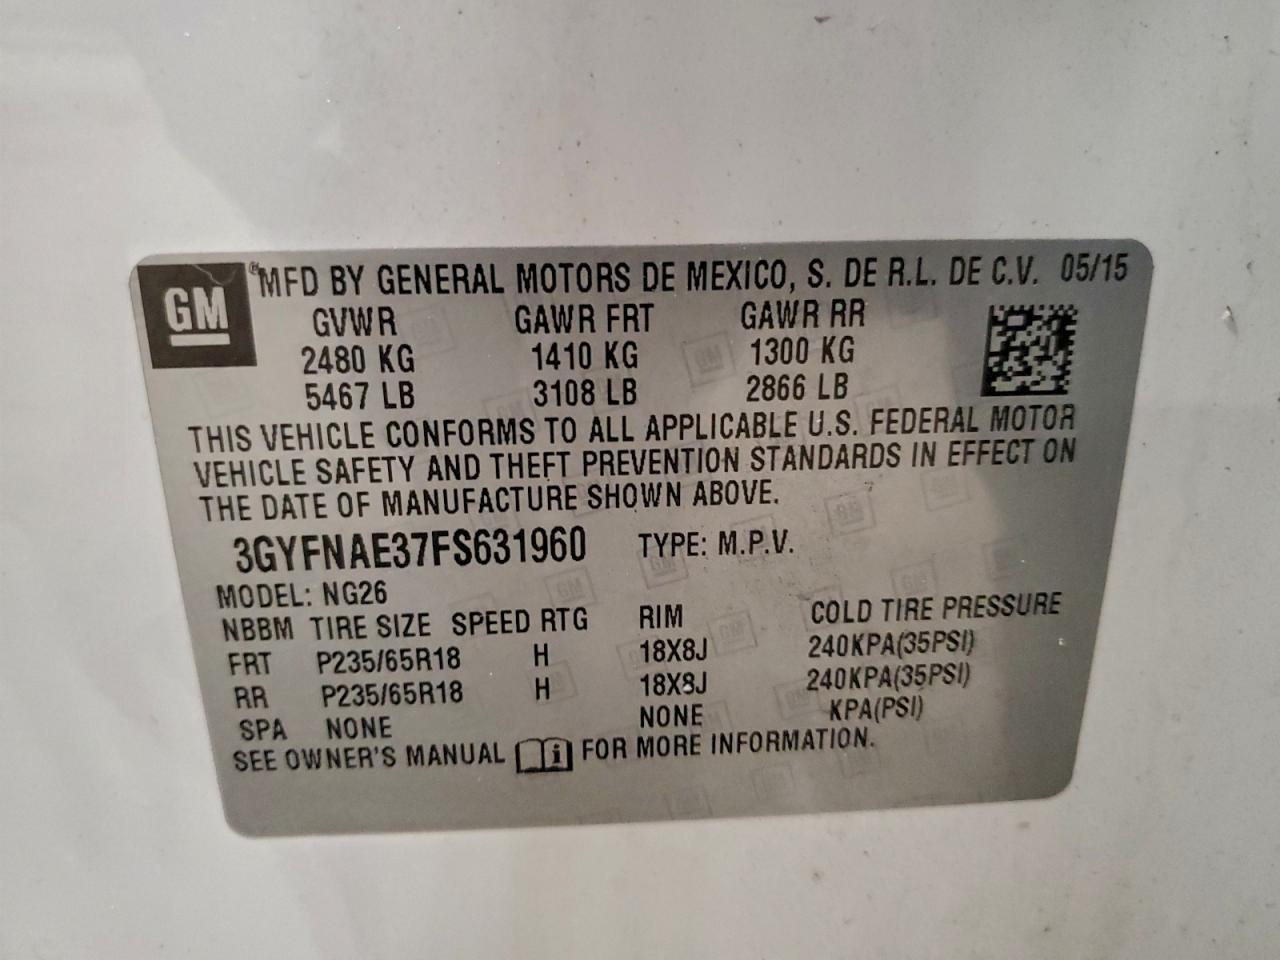 GM ® MFD BY GENERAL MOTORS DE MEXICO, S. DE R.L. DE C.V. 05/15
GVWR GAWR FRT GAWR RR
2480 KG 1410 KG 1300 KG
5467 LB 3108 LB 2866 LB
THIS VEHICLE CONFORMS TO ALL APPLICABLE U.S. FEDERAL MOTOR
VEHICLE SAFETY AND THEFT PREVENTION STANDARDS IN EFFECT ON
THE DATE OF MANUFACTURE SHOWN ABOVE.
3GYFNAE37FS631960 TYPE: M.P.V.
MODEL: NG26
NBBM TIRE SIZE SPEED RTG RIM COLD TIRE PRESSURE
FRT P235/65R18 H 18X8J 240KPA(35PSI)
RR P235/65R18 H 18X8J 240KPA(35PSI)
SPA NONE NONE KPA(PSI)
SEE OWNER'S MANUAL i FOR MORE INFORMATION.